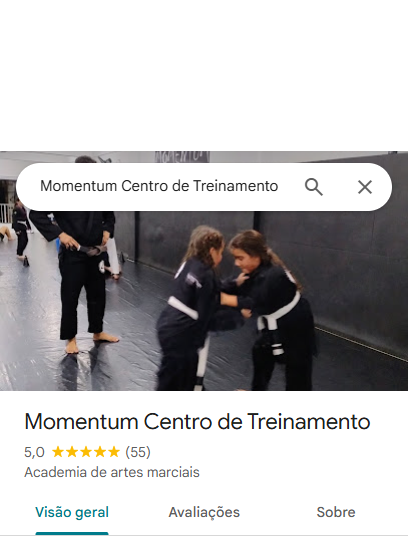 MOMENTUM
Momentum Centro de Treinamento
Momentum Centro de Treinamento
5,0 ★★★★★ (55)
Academia de artes marciais
Visão geral Avaliações Sobre